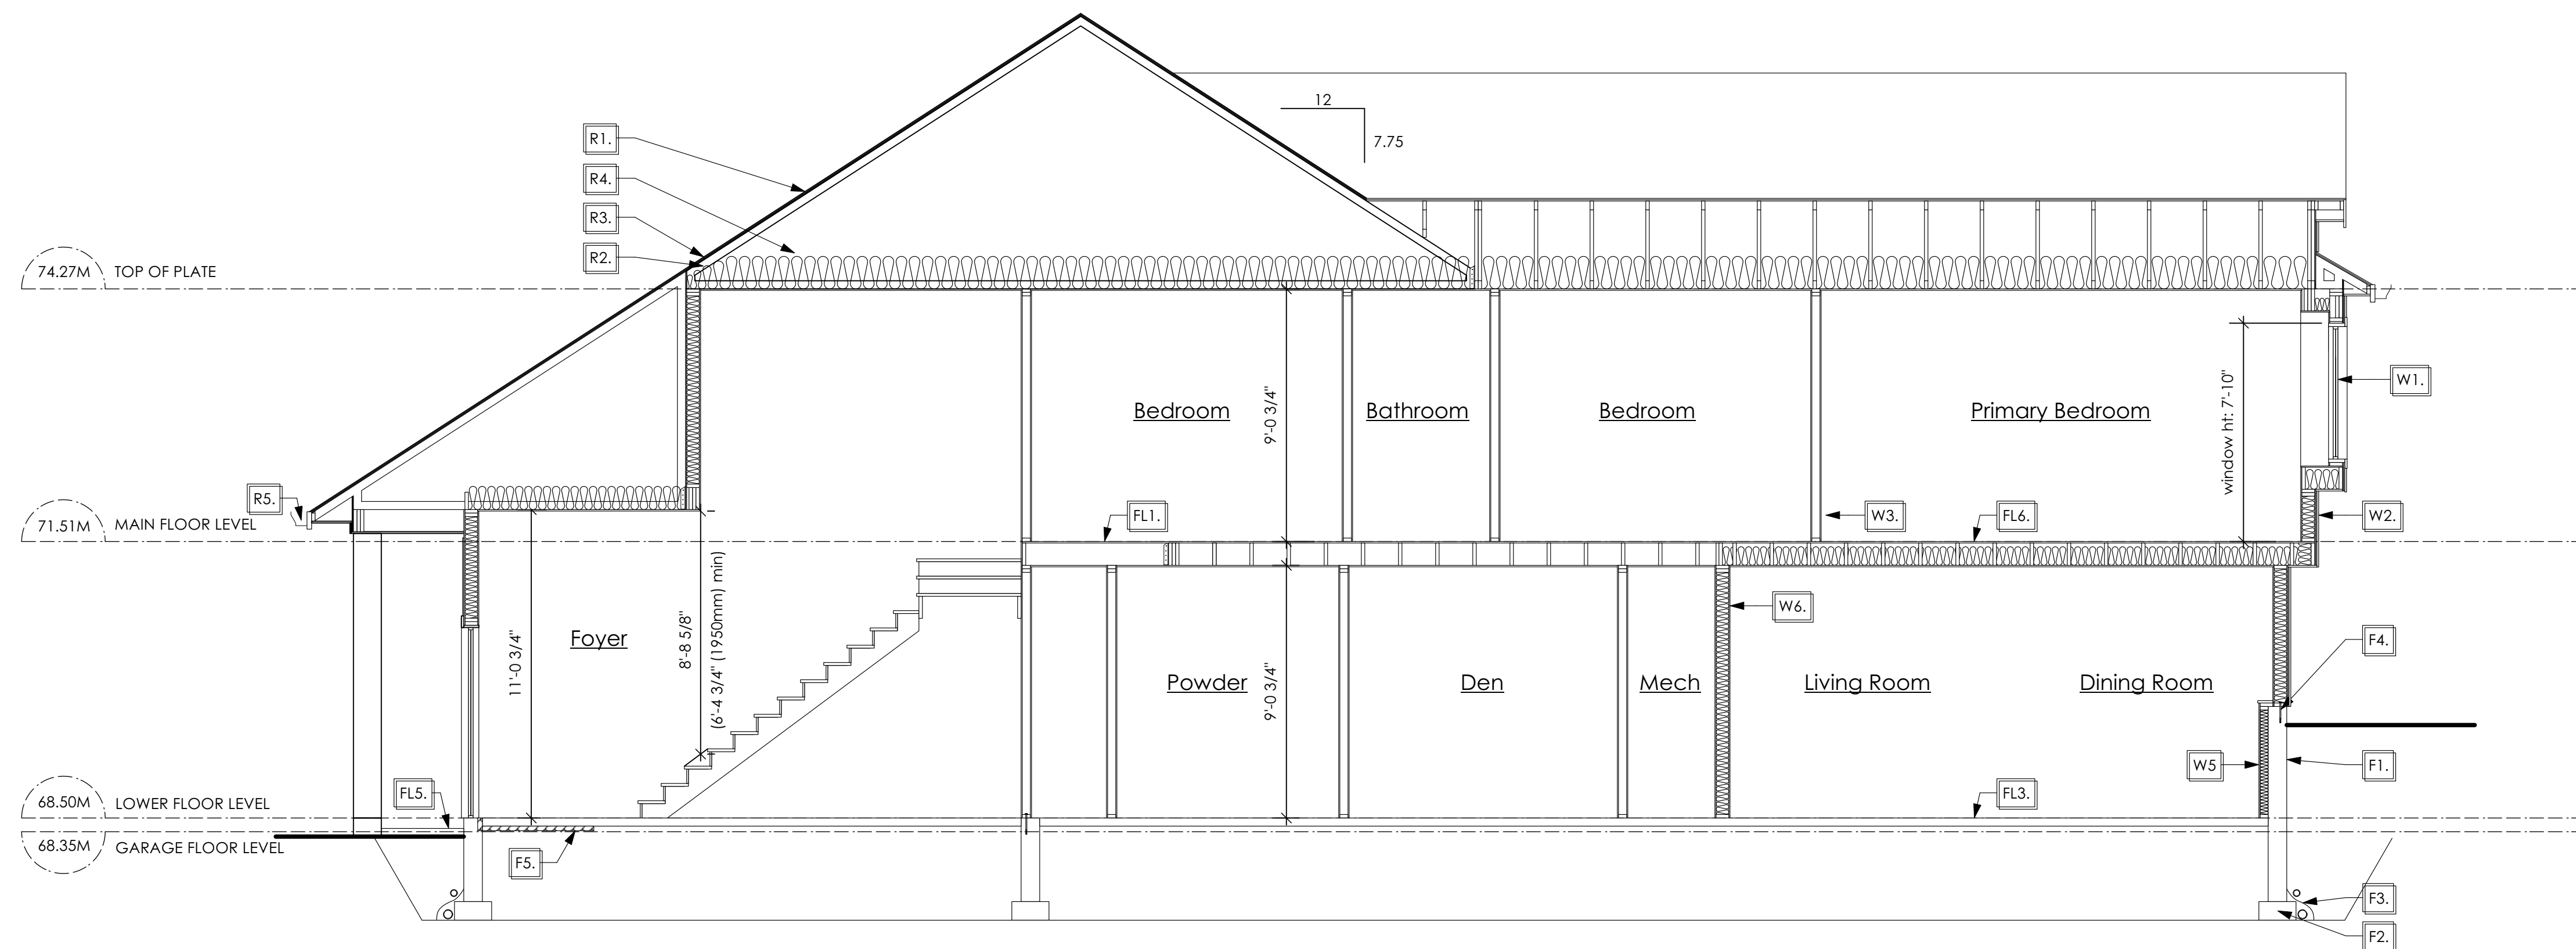 12
7.75
R1.
R4.
R3.
R2.
74.27M TOP OF PLATE
W1.
window ht: 7'-10"
Bedroom
9'-0 3/4"
Bathroom
Bedroom
Primary Bedroom
R5.
71.51M MAIN FLOOR LEVEL
FL1.
W3.
FL6.
W2.
W6.
Foyer
11'-0 3/4"
8'-8 5/8"
(6'-4 3/4" (1950mm) min)
F4.
Powder
9'-0 3/4"
Den
Mech
Living Room
Dining Room
W5
F1.
FL5.
FL3.
68.50M LOWER FLOOR LEVEL
68.35M GARAGE FLOOR LEVEL
F5.
F3.
F2.